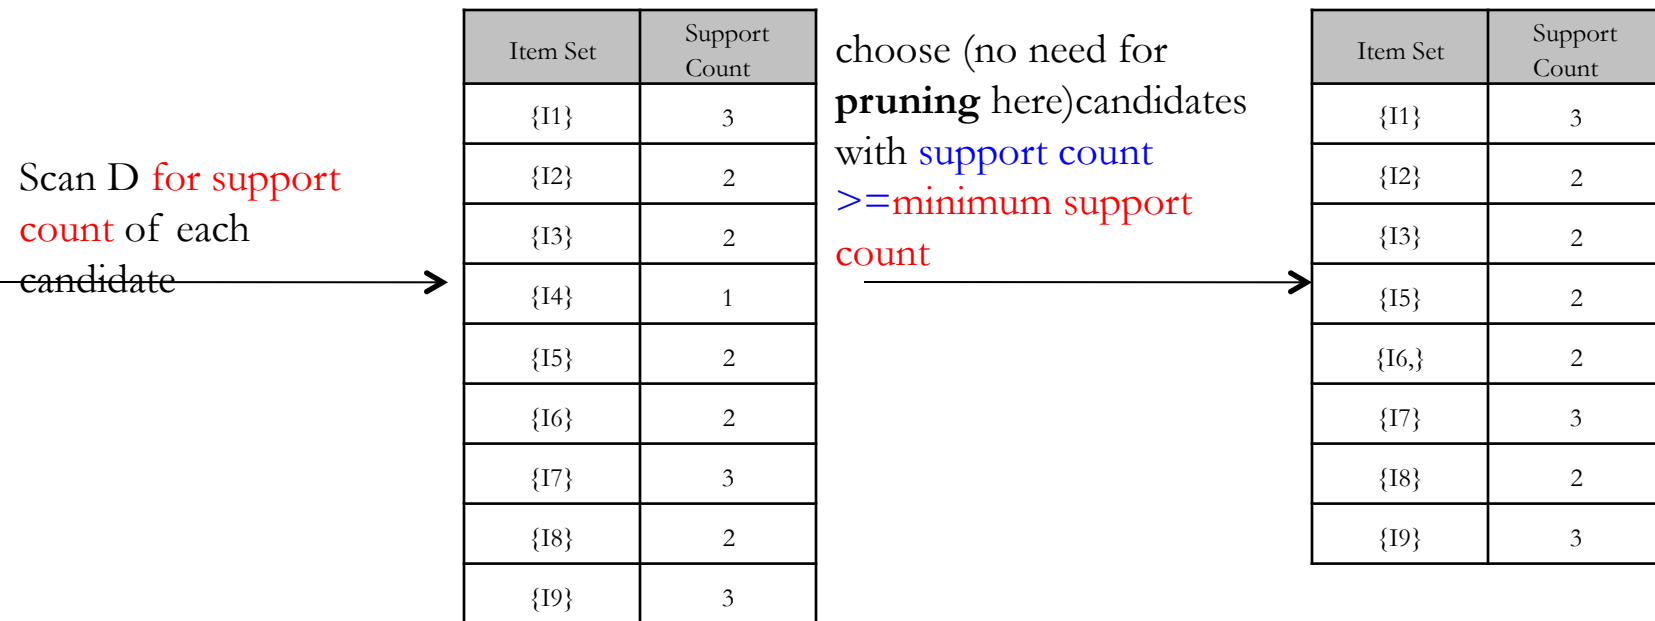 Scan D for support
count of each
candidate
Item Set Support Count
{I1} 3
{I2} 2
{I3} 2
{I4} 1
{I5} 2
{I6} 2
{I7} 3
{I8} 2
{I9} 3
choose (no need for
pruning here)candidates
with support count
>=minimum support
count
Item Set Support Count
{I1} 3
{I2} 2
{I3} 2
{I5} 2
{I6,} 2
{I7} 3
{I8} 2
{I9} 3